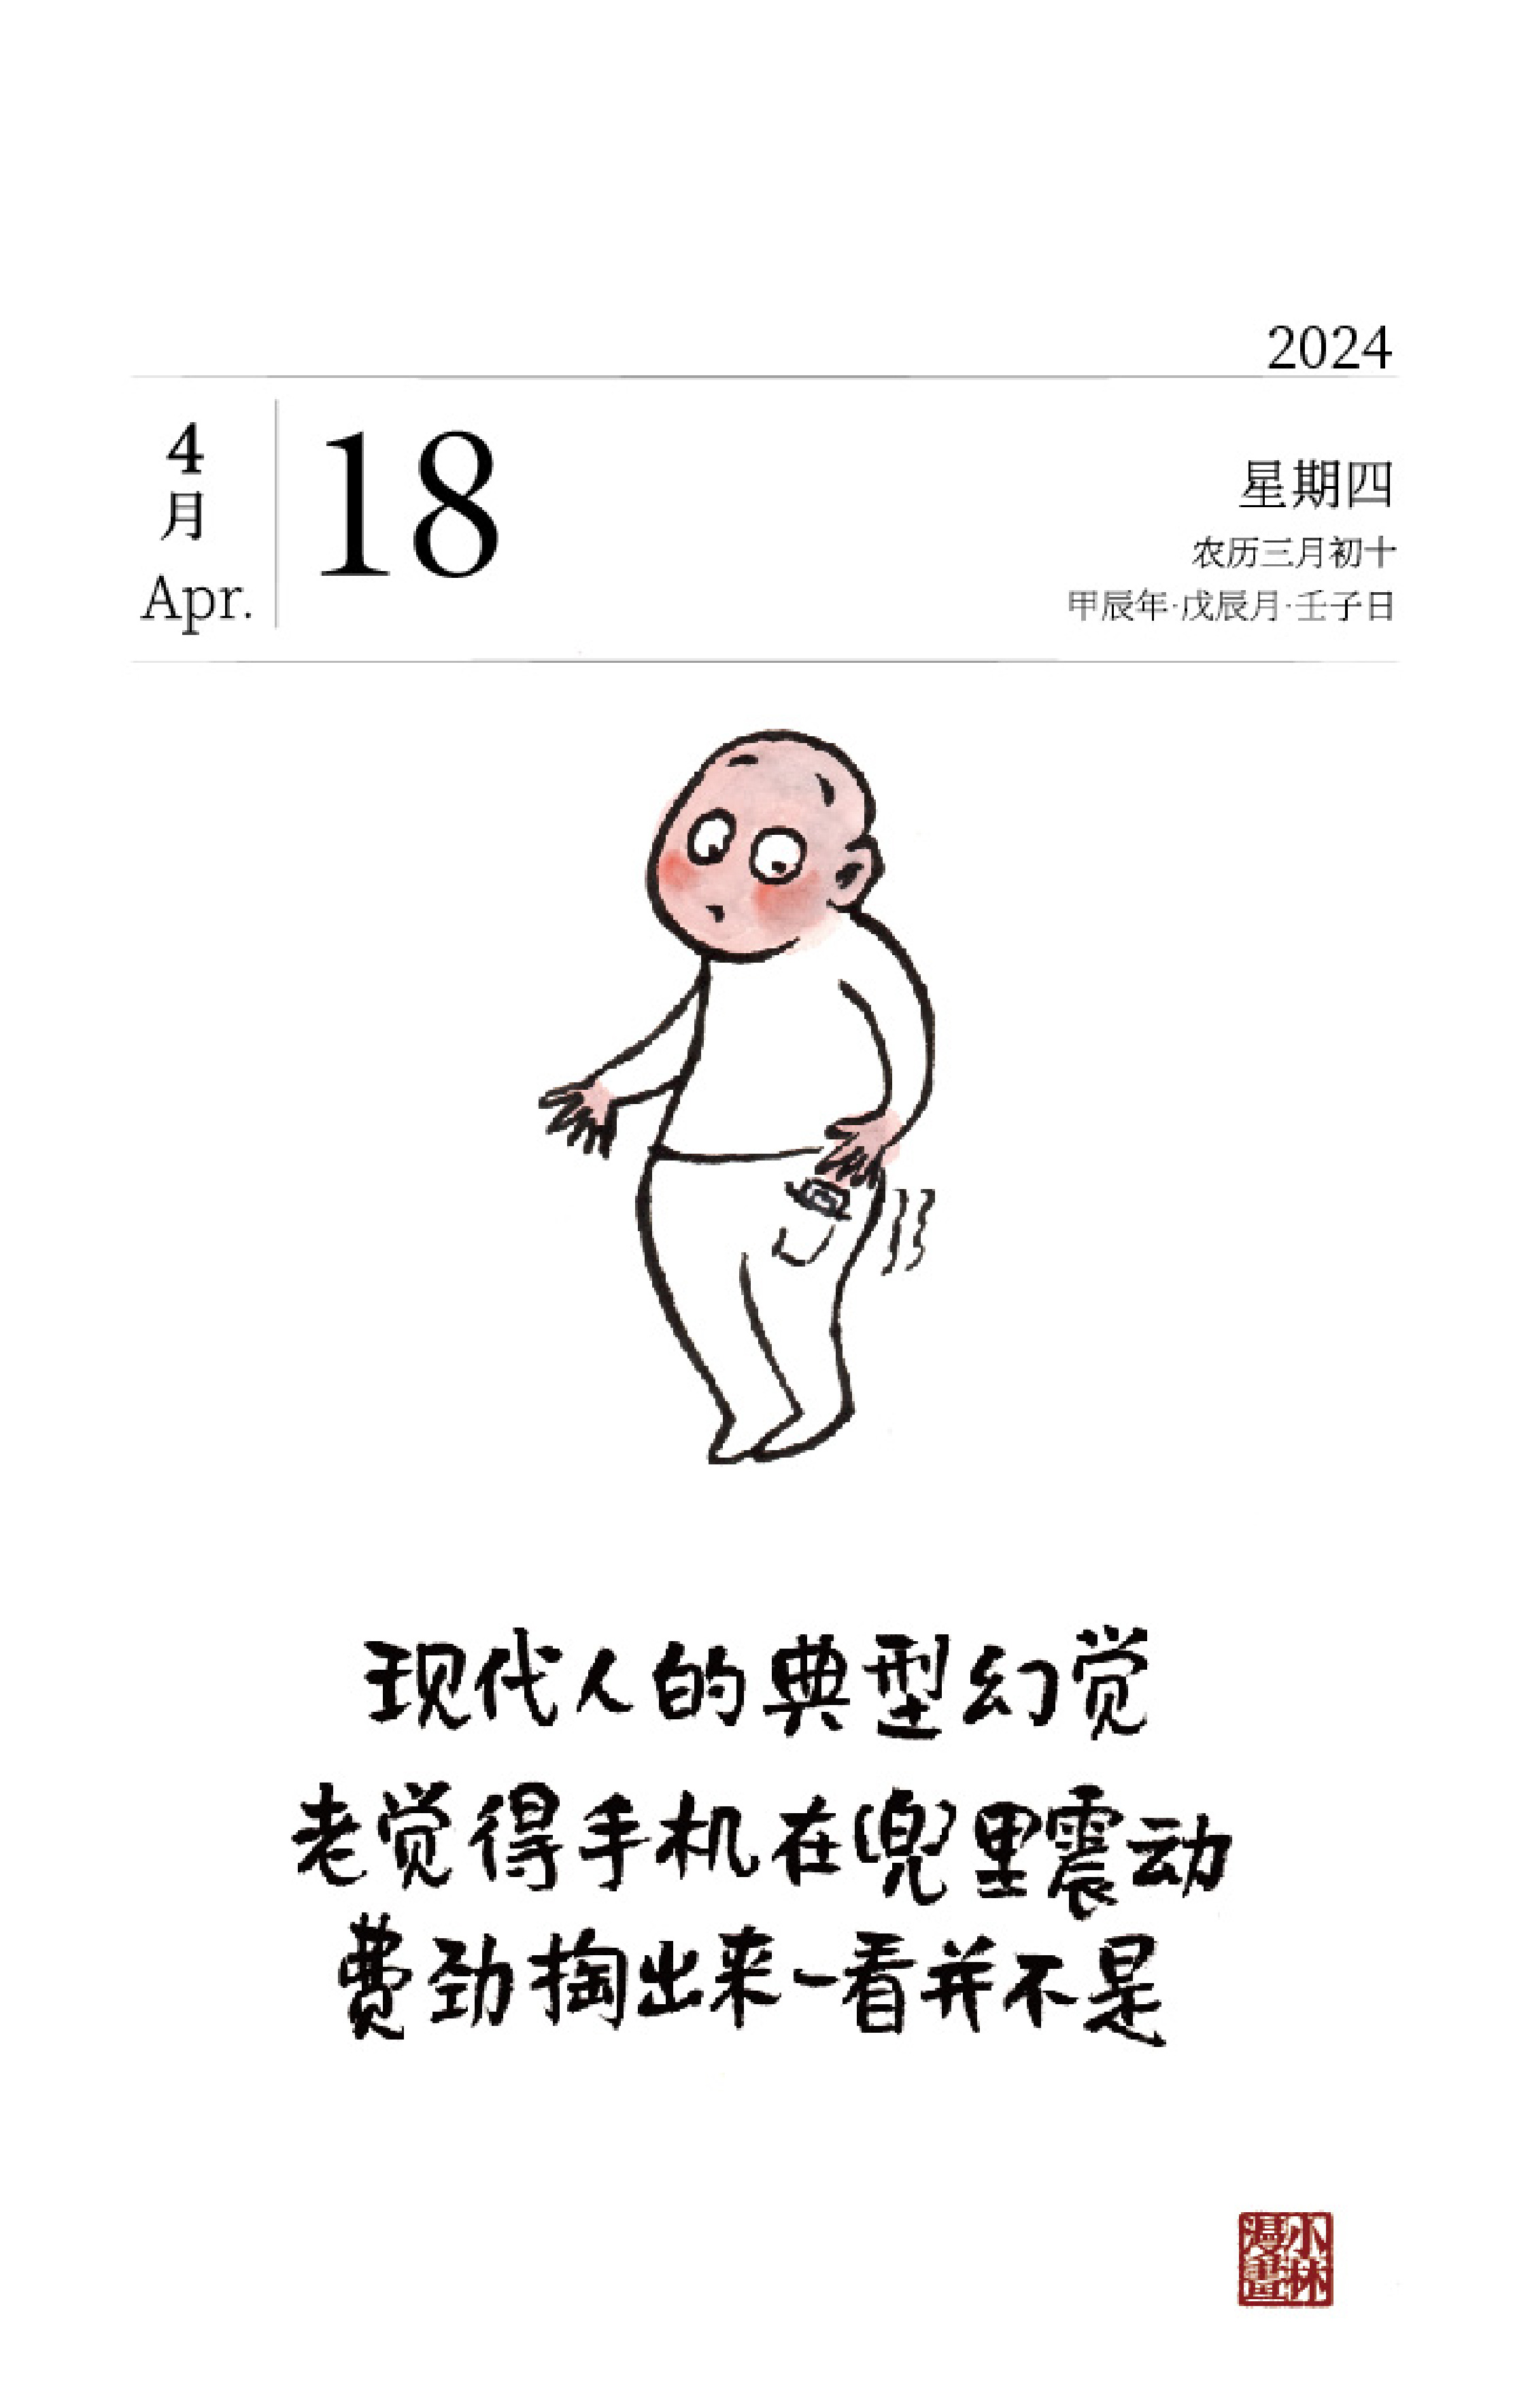 2024
4
月
Apr.
18
星期四
农历三月初十
甲辰年·戊辰月·壬子日
现代人的典型幻觉
老觉得手机在兜里震动
费劲掏出来一看并不是
小林
漫畫